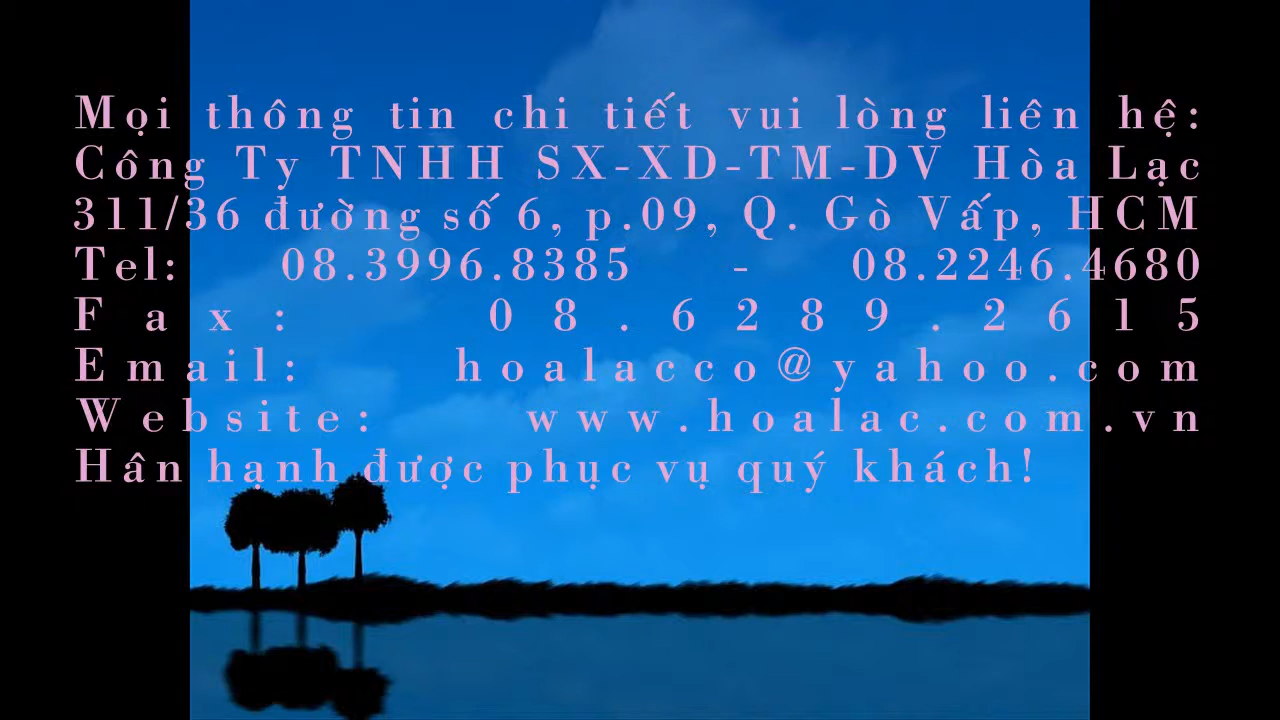 Mọi thông tin chi tiết vui lòng liên hệ:
Công Ty TNHH SX-XD-TM-DV Hòa Lạc
311/36 đường số 6, p.09, Q. Gò Vấp, HCM
Tel: 08.3996.8385 - 08.2246.4680
Fax: 08.6289.2615
Email: hoalacco@yahoo.com
Website: www.hoalac.com.vn
Hân hạnh được phục vụ quý khách!